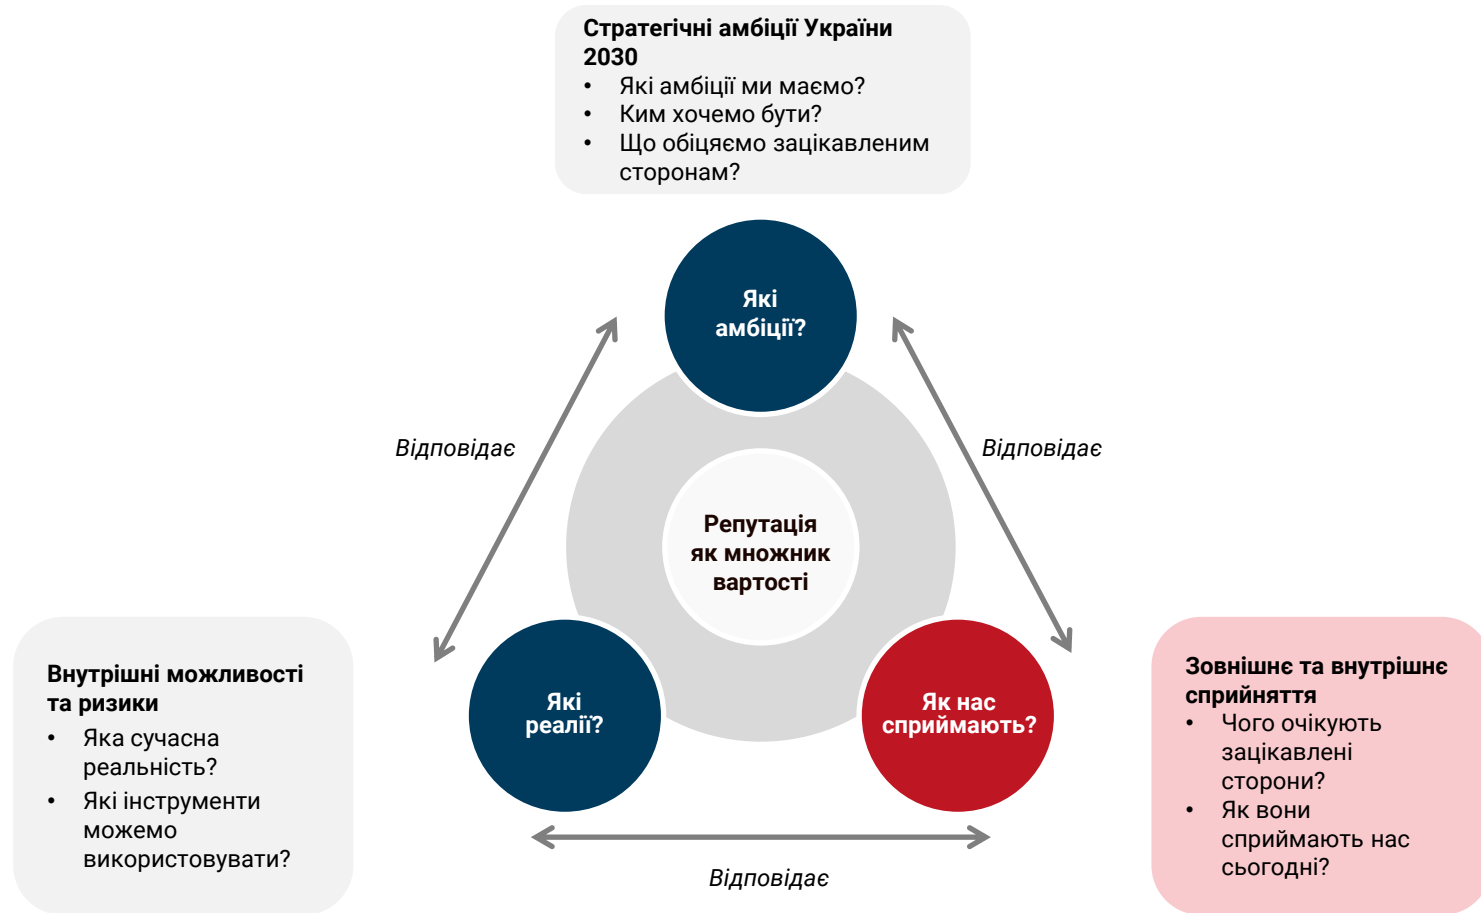 Стратегічні амбіції України
2030
• Які амбіції ми маємо?
• Ким хочемо бути?
• Що обіцяємо зацікавленим
сторонам?
Які
амбіції?
Відповідає
Відповідає
Репутація
як множник
вартості
Внутрішні можливості
та ризики
• Яка сучасна
реальність?
• Які інструменти
можемо
використовувати?
Які
реалії?
Як нас
сприймають?
Зовнішнє та внутрішнє
сприйняття
• Чого очікують
зацікавлені
сторони?
• Як вони
сприймають нас
сьогодні?
Відповідає